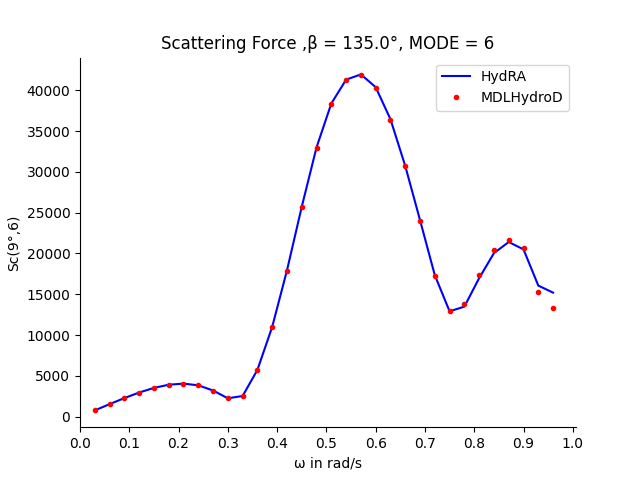 Scattering Force ,β = 135.0°, MODE = 6
HydRA
MDLHydroD
Sc(9°,6)
40000
35000
30000
25000
20000
15000
10000
5000
0
0.0 0.1 0.2 0.3 0.4 0.5 0.6 0.7 0.8 0.9 1.0
ω in rad/s